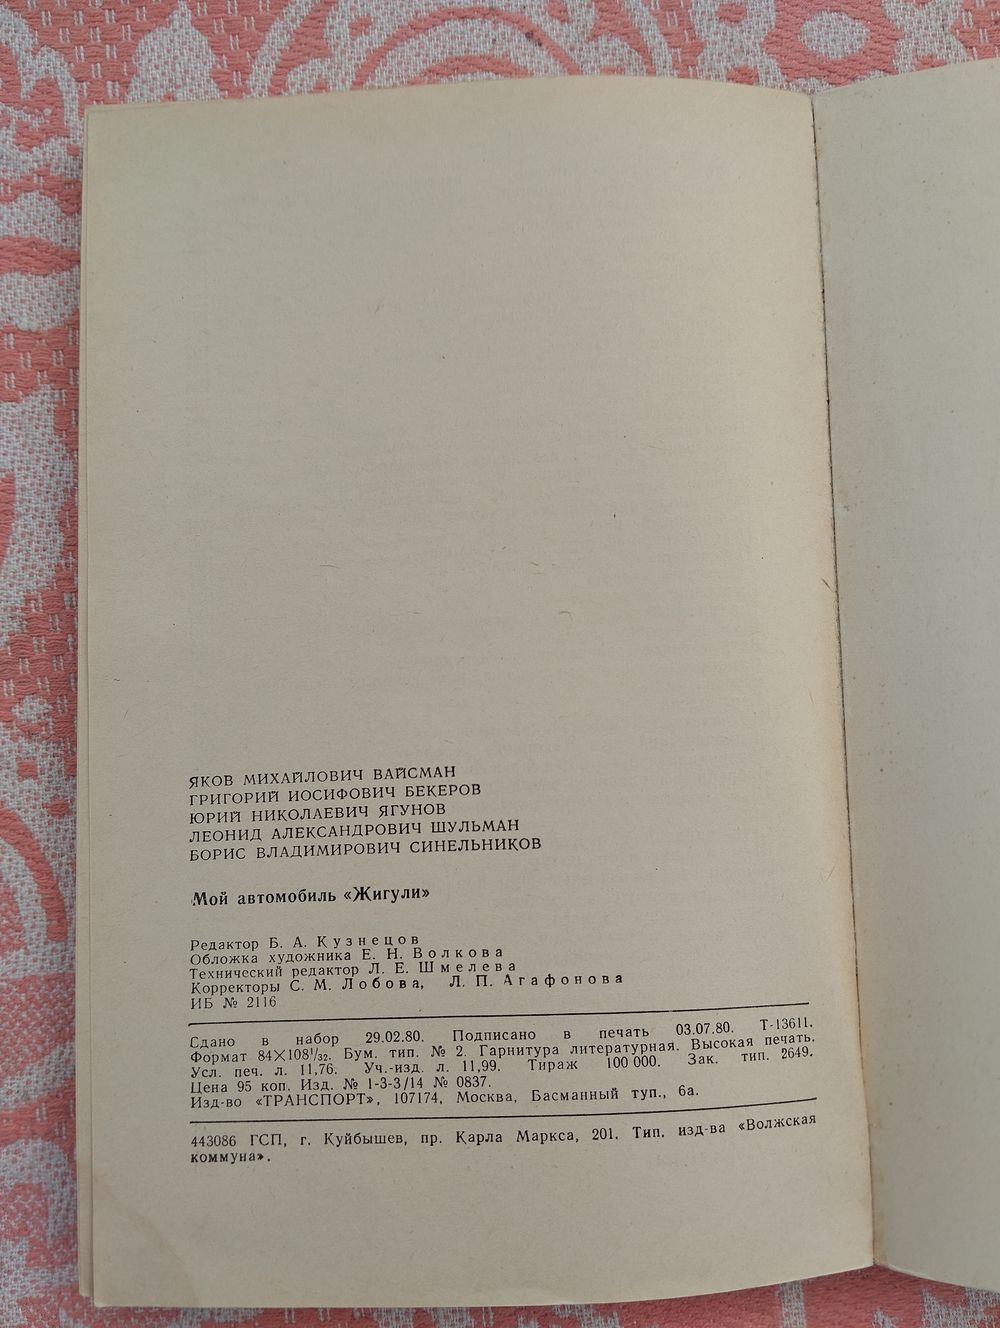 ЯКОВ МИХАЙЛОВИЧ ВАЙСМАН
ГРИГОРИЙ ИОСИФОВИЧ БЕКЕРОВ
ЮРИЙ НИКОЛАЕВИЧ ЯГУНОВ
ЛЕОНИД АЛЕКСАНДРОВИЧ ШУЛЬМАН
БОРИС ВЛАДИМИРОВИЧ СИНЕЛЬНИКОВ
Мой автомобиль «Жигули»
Редактор Б. А. Кузнецов
Обложка художника Е. Н. Волкова
Технический редактор Л. Е. Шмелева
Корректоры С. М. Лобова, Л. П. Агафонова
ИБ № 2116
Сдано в набор 29.02.80. Подписано в печать 03.07.80. Т-13611.
Формат 84×108¹/₃₂. Бум. тип. № 2. Гарнитура литературная. Высокая печать.
Усл. печ. л. 11,76. Уч.-изд. л. 11,99. Тираж 100 000. Зак. тип. 2649.
Цена 95 коп. Изд. № 1-3-3/14 № 0837.
Изд-во «ТРАНСПОРТ», 107174, Москва, Басманный туп., 6а.
443086 ГСП, г. Куйбышев, пр. Карла Маркса, 201. Тип. изд-ва «Волжская
коммуна».